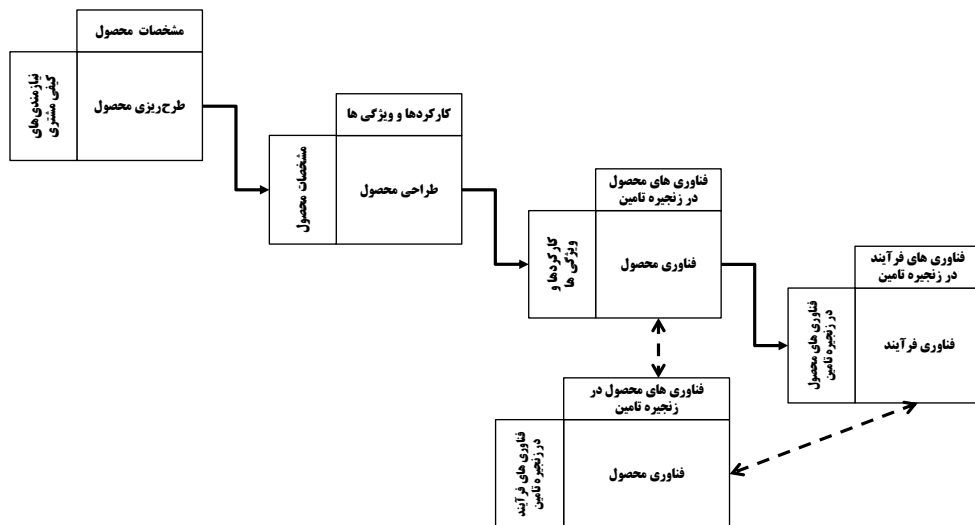 مشخصات محصول
نیازمندی‌های
کیفی مشتری
طرح‌ریزی محصول
کارکردها و ویژگی ها
مشخصات محصول
طراحی محصول
فناوری های محصول
در زنجیره تامین
کارکردها و
ویژگی ها
فناوری محصول
فناوری های فرآیند
در زنجیره تامین
فناوری های محصول
در زنجیره تامین
فناوری فرآیند
فناوری های محصول در
زنجیره تامین
فناوری های فرآیند
در زنجیره تامین
فناوری محصول